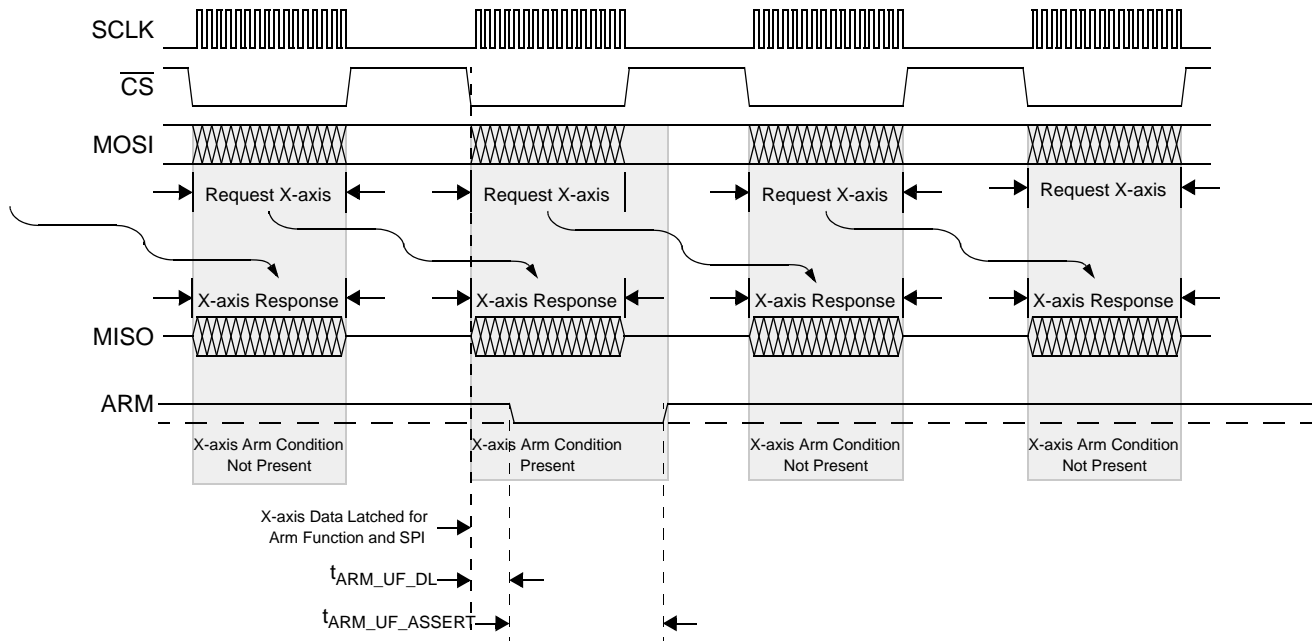 SCLK
CS
MOSI
Request X-axis
Request X-axis
Request X-axis
Request X-axis
X-axis Response
X-axis Response
X-axis Response
X-axis Response
MISO
ARM
X-axis Arm Condition
Not Present
X-axis Arm Condition
Present
X-axis Arm Condition
Not Present
X-axis Arm Condition
Not Present
X-axis Data Latched for
Arm Function and SPI
tARM_UF_DL
tARM_UF_ASSERT